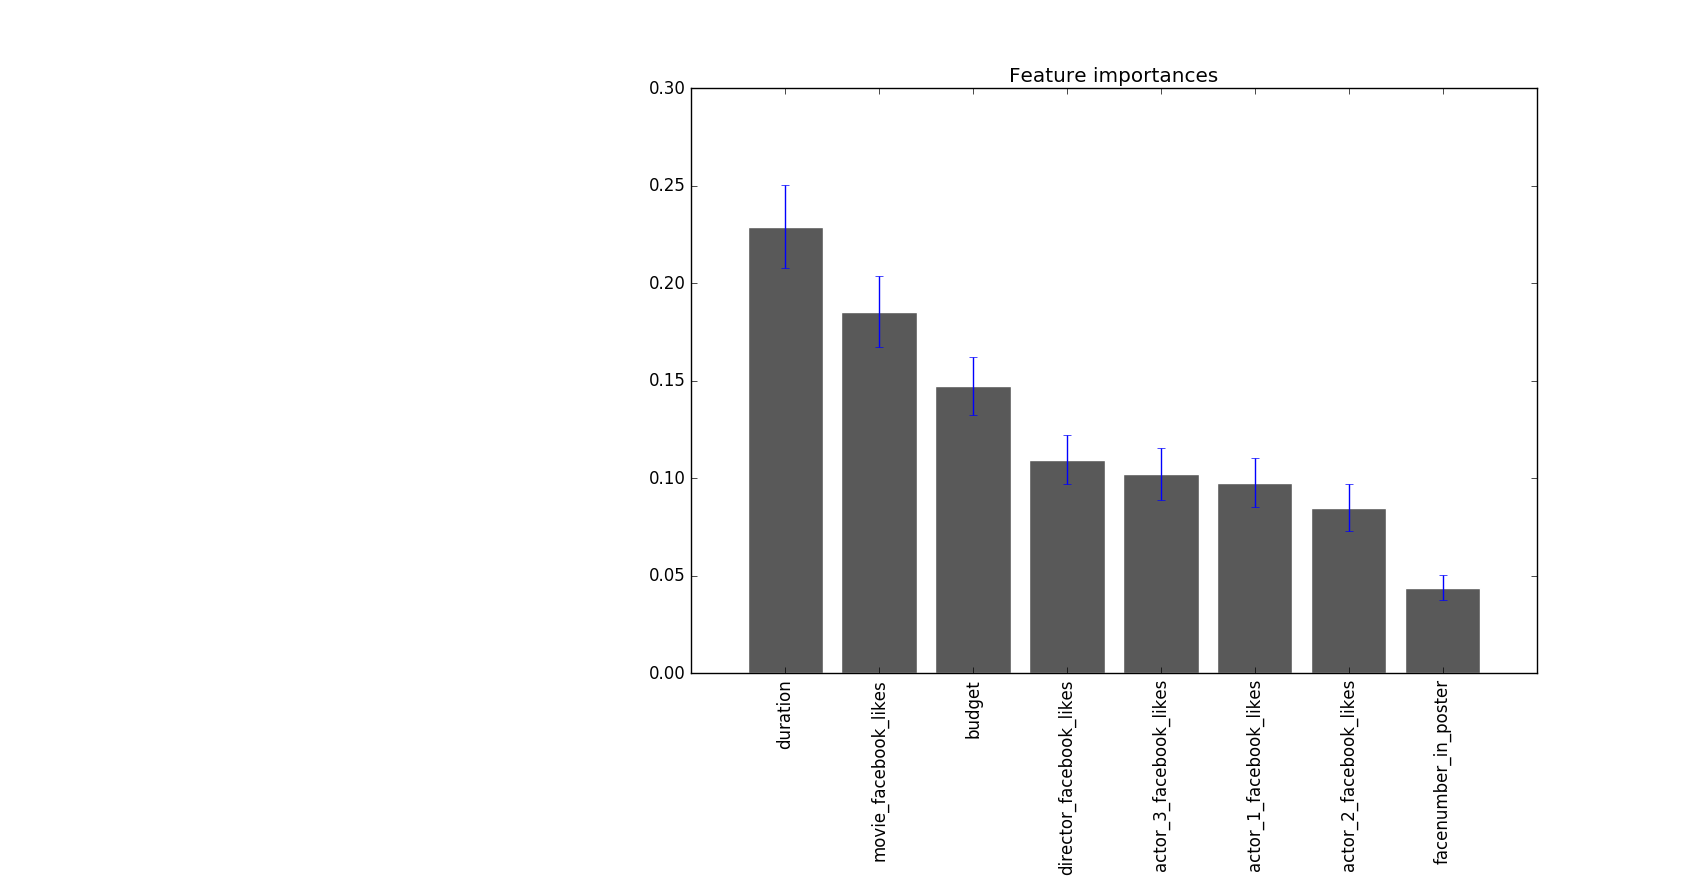 Feature importances
0.30
0.25
0.20
0.15
0.10
0.05
0.00
duration
movie_facebook_likes
budget
director_facebook_likes
actor_3_facebook_likes
actor_1_facebook_likes
actor_2_facebook_likes
facenumber_in_poster